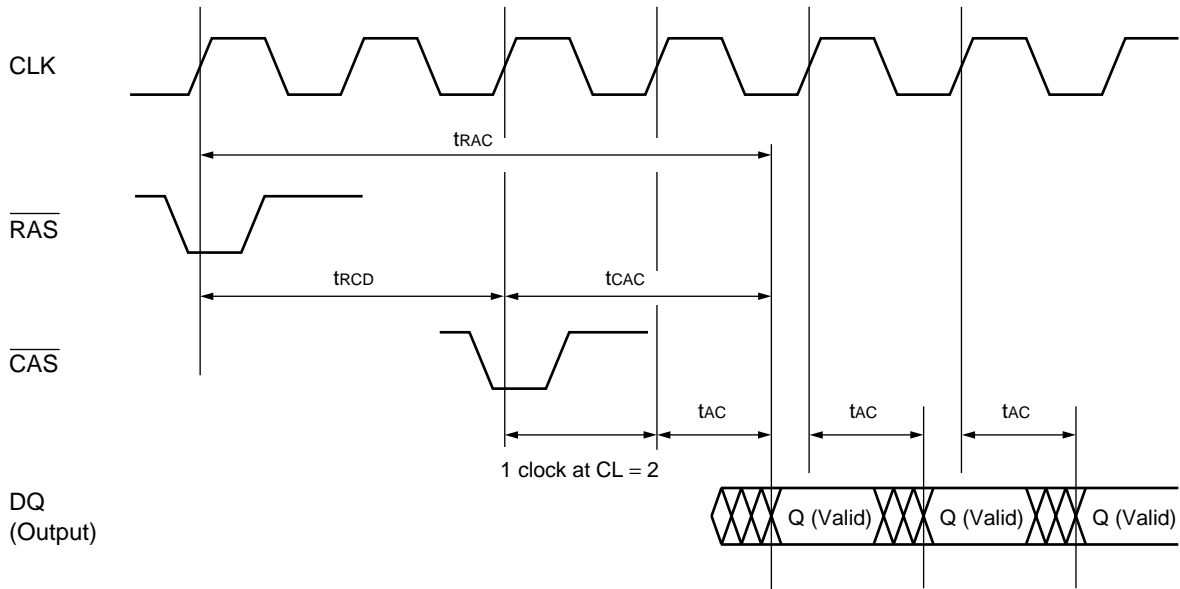 CLK
tRAC
RAS
tRCD
tCAC
CAS
tAC
tAC
tAC
1 clock at CL = 2
DQ
(Output)
Q (Valid)
Q (Valid)
Q (Valid)